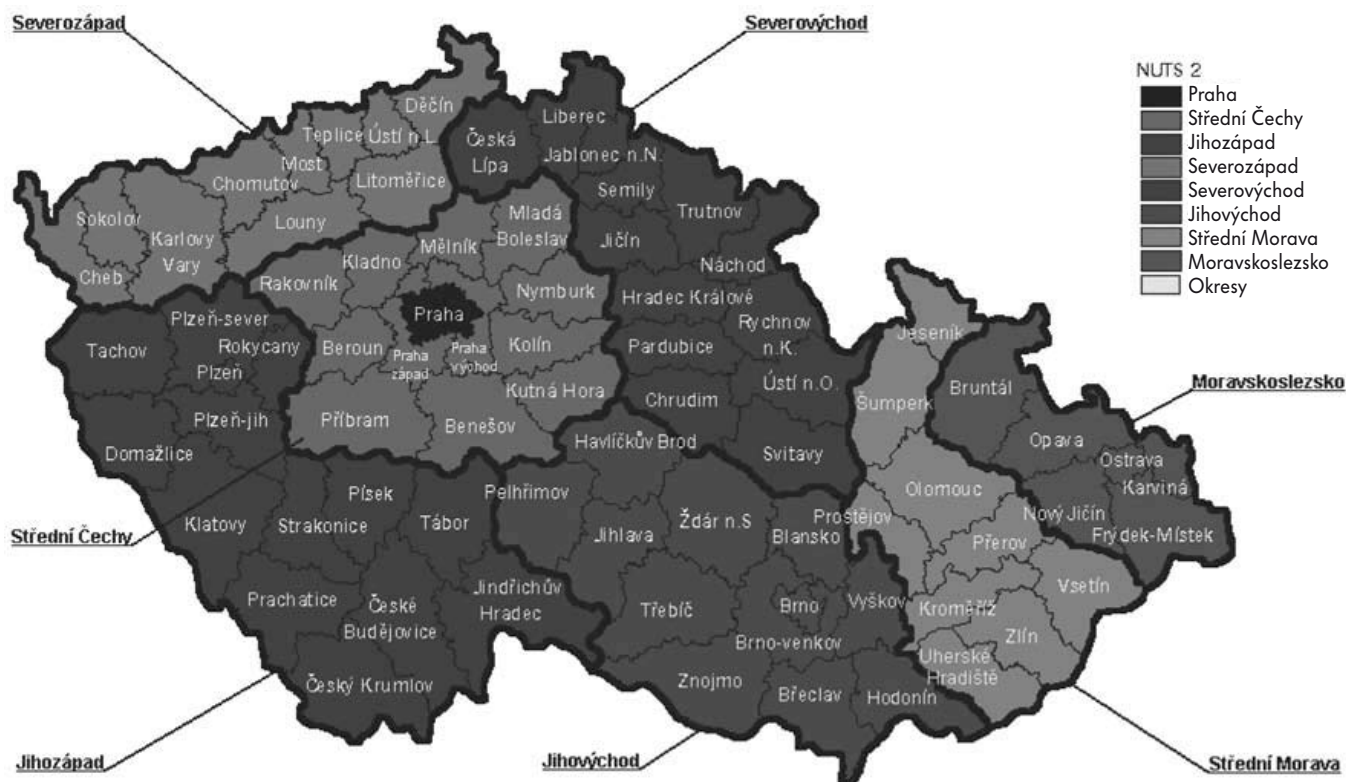 Severozápad
Severovýchod
NUTS 2
Praha
Střední Čechy
Jihozápad
Severozápad
Severovýchod
Jihovýchod
Střední Morava
Moravskoslezsko
Okresy
Děčín
Teplice
Ústí n.L.
Most
Chomutov
Litoměřice
Sokolov
Karlovy
Vary
Louny
Cheb
Česká
Lípa
Liberec
Jablonec n.N.
Semily
Trutnov
Jičín
Náchod
Hradec Králové
Rychnov
n.K.
Pardubice
Ústí n.O.
Chrudim
Svitavy
Mladá
Boleslav
Mělník
Kladno
Rakovník
Nymburk
Praha
Beroun
Praha
západ
Praha
východ
Kolín
Kutná Hora
Příbram
Benešov
Plzeň-sever
Tachov
Rokycany
Plzeň
Plzeň-jih
Domažlice
Klatovy
Strakonice
Písek
Tábor
Prachatice
České
Budějovice
Jindřichův
Hradec
Český Krumlov
Havlíčkův Brod
Pelhřimov
Jihlava
Ždár n.S
Blansko
Třebíč
Brno
Vyškov
Brno-venkov
Znojmo
Břeclav
Hodonín
Jeseník
Šumperk
Olomouc
Prostějov
Přerov
Kroměříž
Vsetín
Zlín
Uherské
Hradiště
Bruntál
Opava
Ostrava
Karviná
Nový Jičín
Frýdek-Místek
Moravskoslezsko
Střední Čechy
Jihozápad
Jihovýchod
Střední Morava